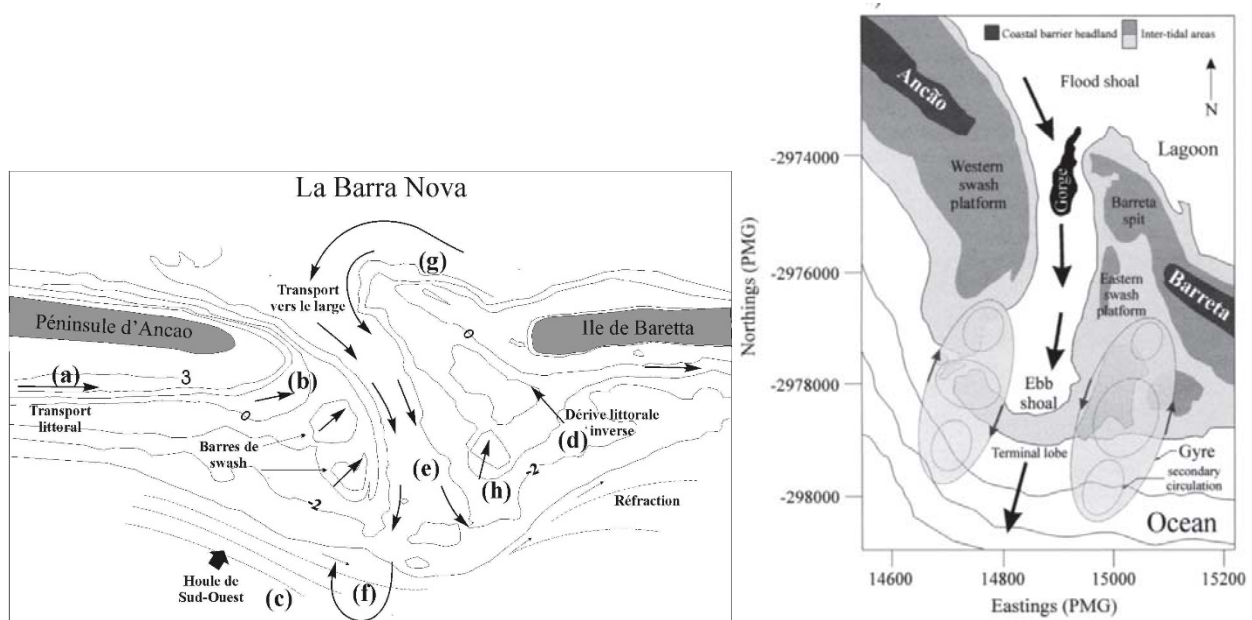 La Barra Nova
(g)
Transport
vers le large
0
Péninsule d'Ancao
Ile de Baretta
(a)
3
(b)
Transport
littoral
0
Dérive littorale
inverse
(d)
Barres de
swash
(e)
(h)
-2
-2
Réfraction
Houle de
Sud-Ouest
(c)
(f)
Coastal barrier headland
Inter-tidal areas
Ancão
Flood shoal
N
-2974000
Lagoon
Western
swash
platform
Gorge
Barreta
spit
-2976000
Eastern
swash
platform
Barreta
Northings (PMG)
-2978000
Ebb
shoal
Terminal lobe
Gyre
secondary
circulation
-298000
Ocean
14600
14800
15000
15200
Eastings (PMG)